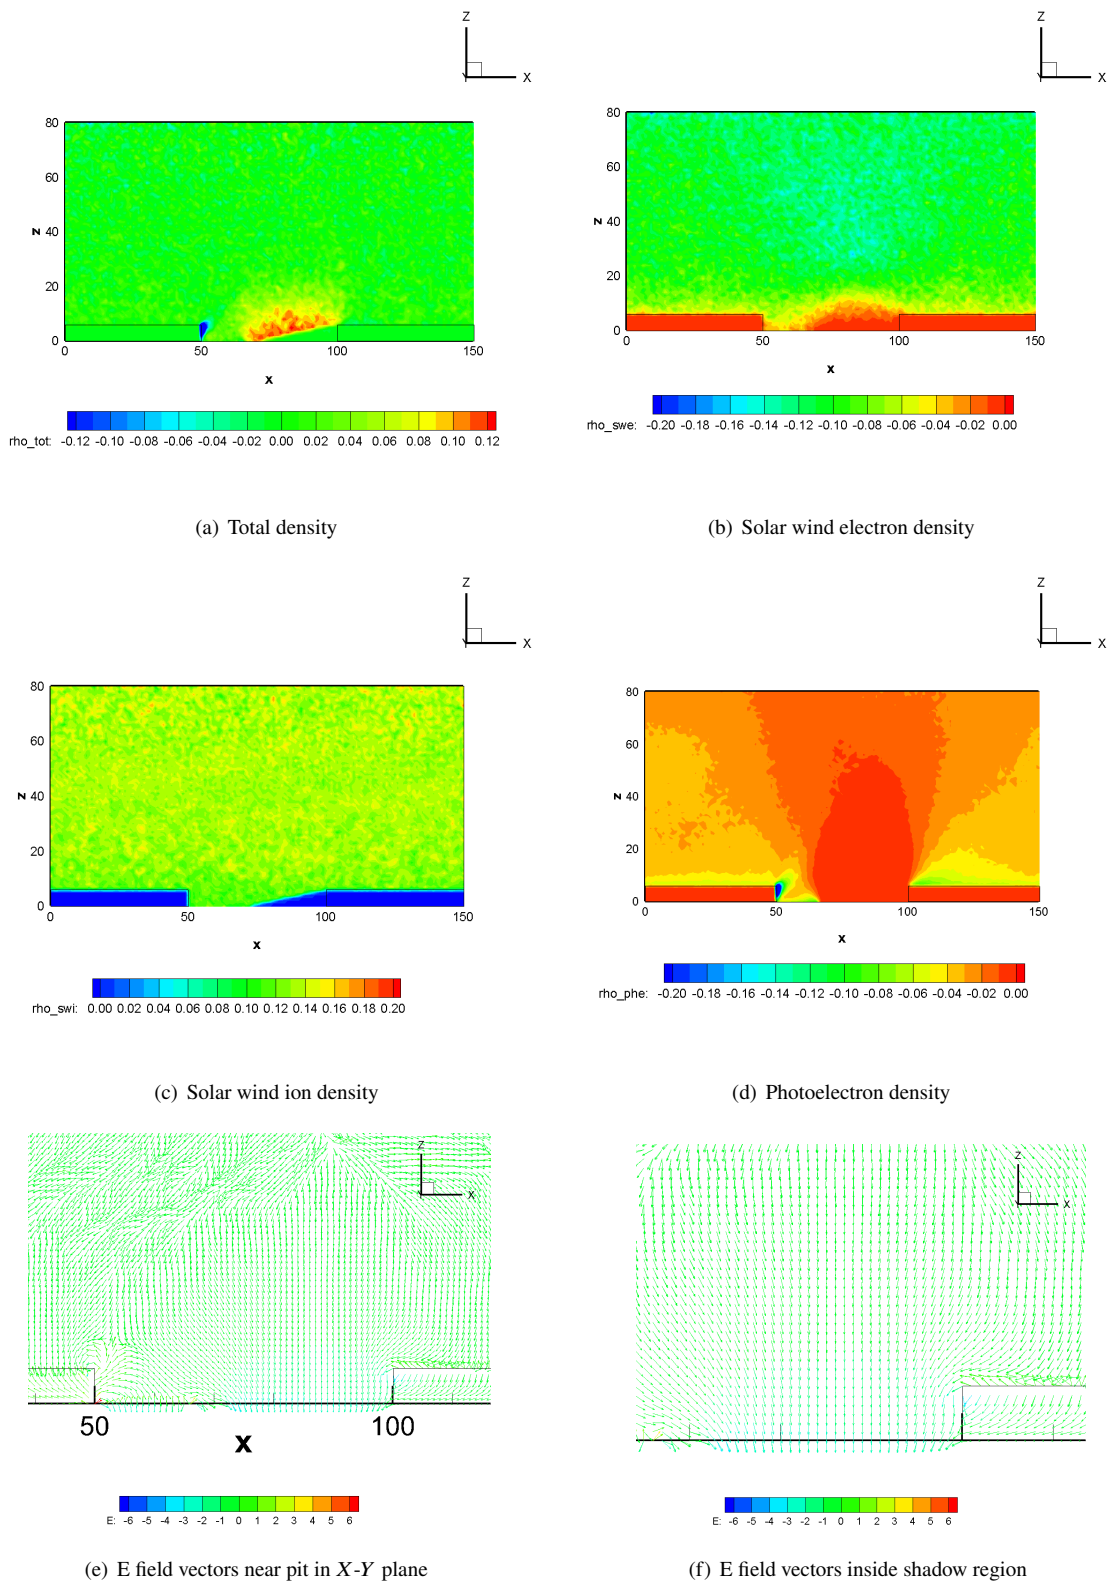 Z
X
Y
80
60
z 40
20
0
0 50 100 150
x
rho_tot: -0.12 -0.10 -0.08 -0.06 -0.04 -0.02 0.00 0.02 0.04 0.06 0.08 0.10 0.12
(a) Total density
Z
X
Y
80
60
z 40
20
0
0 50 100 150
x
rho_swe: -0.20 -0.18 -0.16 -0.14 -0.12 -0.10 -0.08 -0.06 -0.04 -0.02 0.00
(b) Solar wind electron density
Z
X
Y
80
60
z 40
20
0
0 50 100 150
x
rho_swi: 0.00 0.02 0.04 0.06 0.08 0.10 0.12 0.14 0.16 0.18 0.20
(c) Solar wind ion density
Z
X
Y
80
60
z 40
20
0
0 50 100 150
x
rho_phe: -0.20 -0.18 -0.16 -0.14 -0.12 -0.10 -0.08 -0.06 -0.04 -0.02 0.00
(d) Photoelectron density
Z
X
Y
50 100
x
E: -6 -5 -4 -3 -2 -1 0 1 2 3 4 5 6
(e) E field vectors near pit in X-Y plane
Z
X
Y
E: -6 -5 -4 -3 -2 -1 0 1 2 3 4 5 6
(f) E field vectors inside shadow region